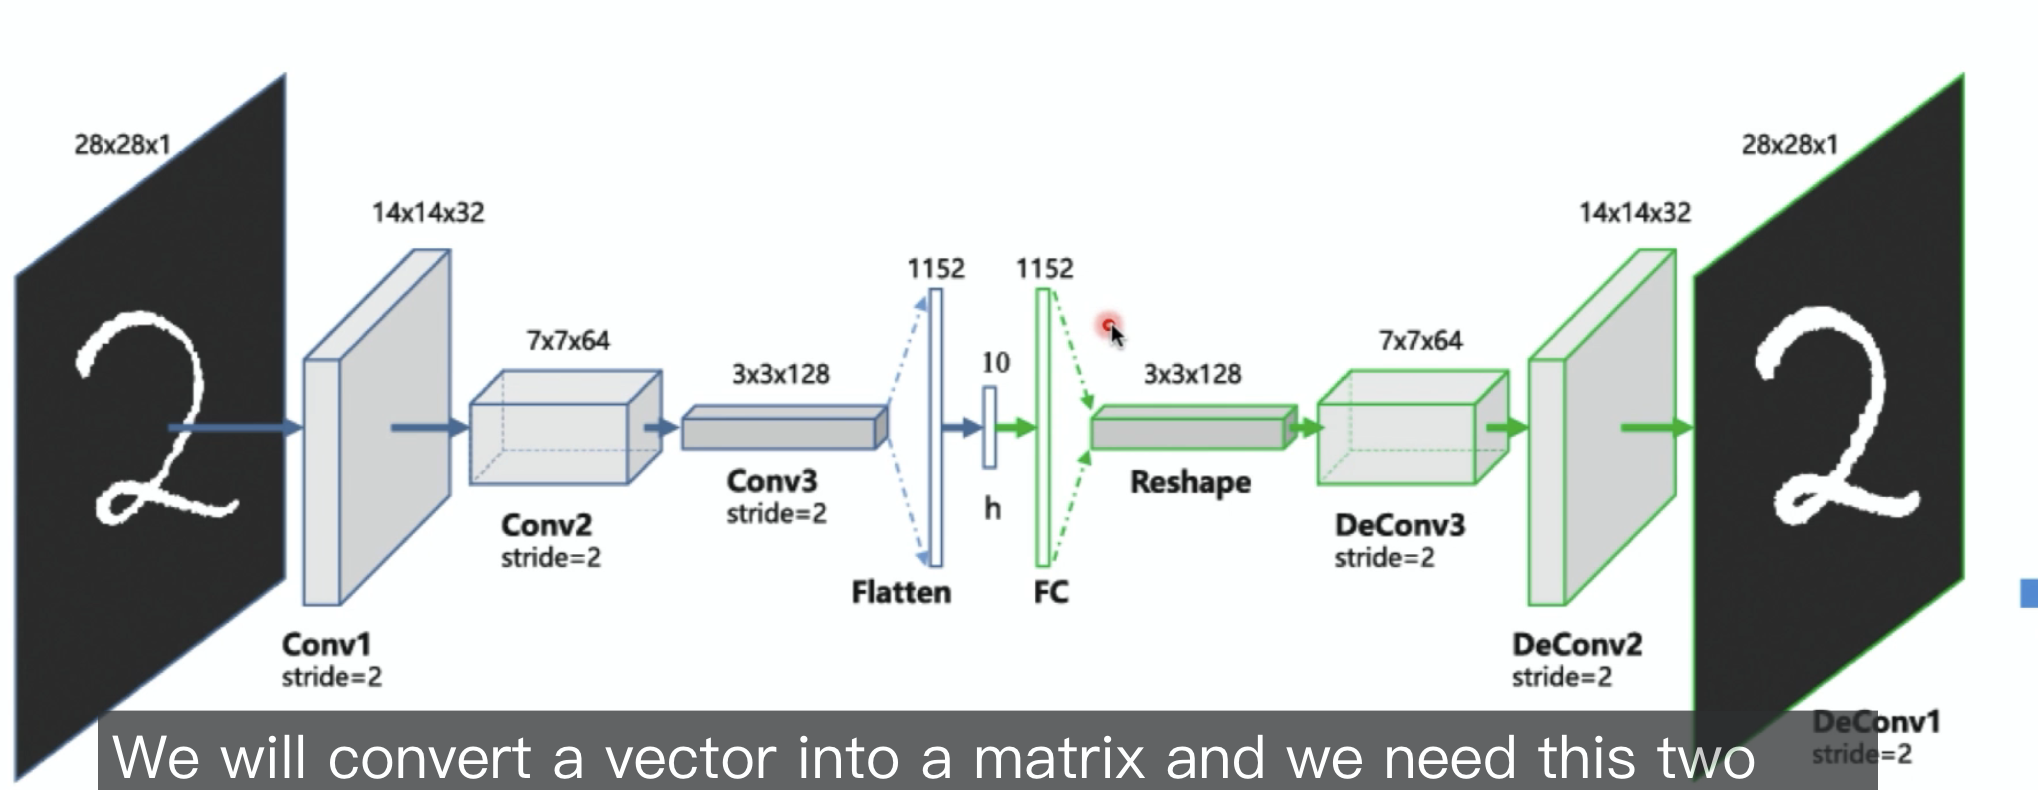 28x28x1
14x14x32
7x7x64
3x3x128
1152
1152
10
3x3x128
7x7x64
14x14x32
28x28x1
Conv1
stride=2
Conv2
stride=2
Conv3
stride=2
Flatten
h
FC
Reshape
DeConv3
stride=2
DeConv2
stride=2
DeConv1
stride=2
2
2
We will convert a vector into a matrix and we need this two